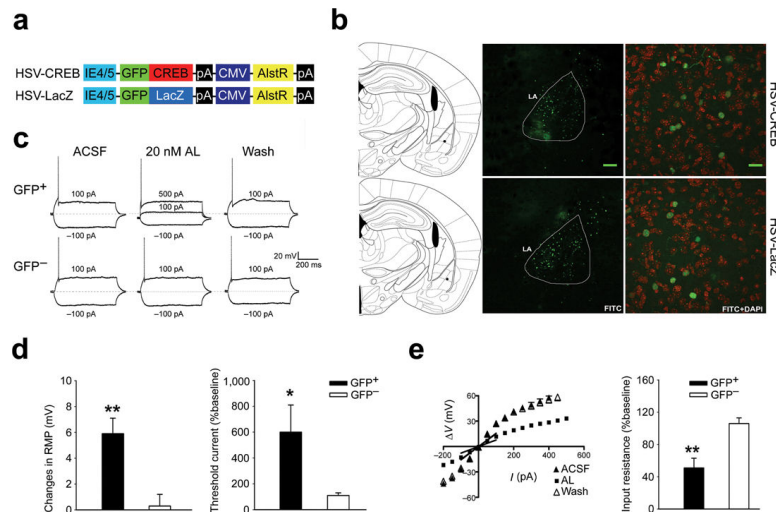 a
HSV-CREB IE4/5 GFP CREB pA CMV AlstR pA
HSV-LacZ IE4/5 GFP LacZ pA CMV AlstR pA
b
LA
HSV-CREB
LA
HSV-LacZ
FITC
FITC+DAPI
c
ACSF 20 nM AL Wash
GFP+
100 pA 500 pA 100 pA
100 pA
–100 pA –100 pA –100 pA
GFP–
100 pA 100 pA 100 pA
–100 pA –100 pA –100 pA
20 mV
200 ms
d
Changes in RMP (mV)
8
6
4
2
0
**
Threshold current (%baseline)
1,000
800
600
400
200
0
*
GFP+
GFP–
e
ΔV (mV)
60
30
0
–30
–60
–200 0 200 400 600
I (pA)
ACSF
AL
Wash
Input resistance (%baseline)
160
120
80
40
0
**
GFP+
GFP–